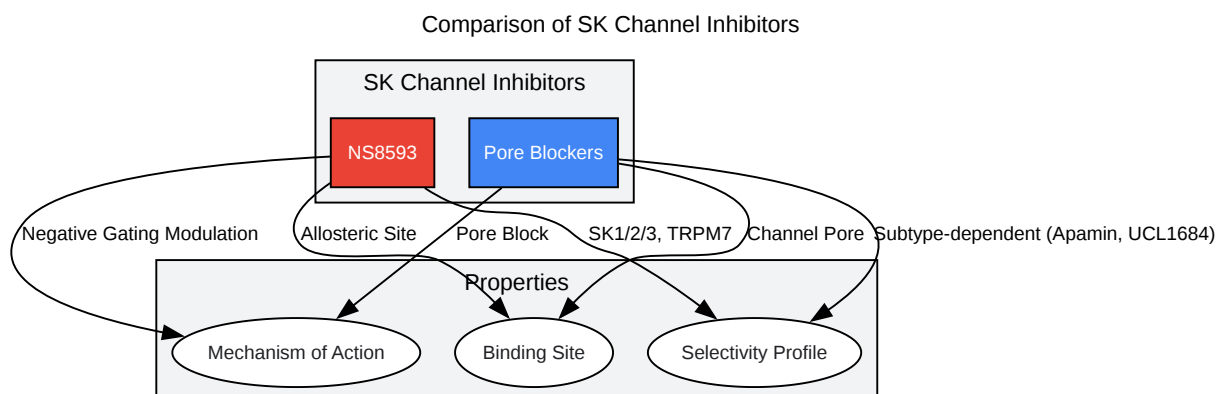 Comparison of SK Channel Inhibitors
SK Channel Inhibitors
NS8593
Pore Blockers
Negative Gating Modulation
Allosteric Site
Pore Block
SK1/2/3, TRPM7
Channel Pore
Subtype-dependent (Apamin, UCL1684)
Properties
Mechanism of Action
Binding Site
Selectivity Profile